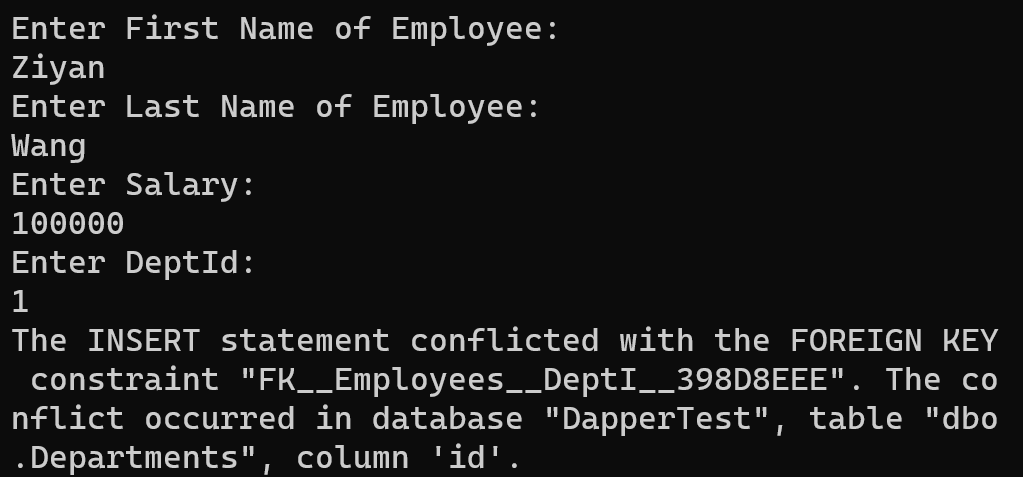 Enter First Name of Employee:
Ziyan
Enter Last Name of Employee:
Wang
Enter Salary:
100000
Enter DeptId:
1
The INSERT statement conflicted with the FOREIGN KEY
 constraint "FK__Employees__DeptI__398D8EEE". The co
nflict occurred in database "DapperTest", table "dbo
.Departments", column 'id'.